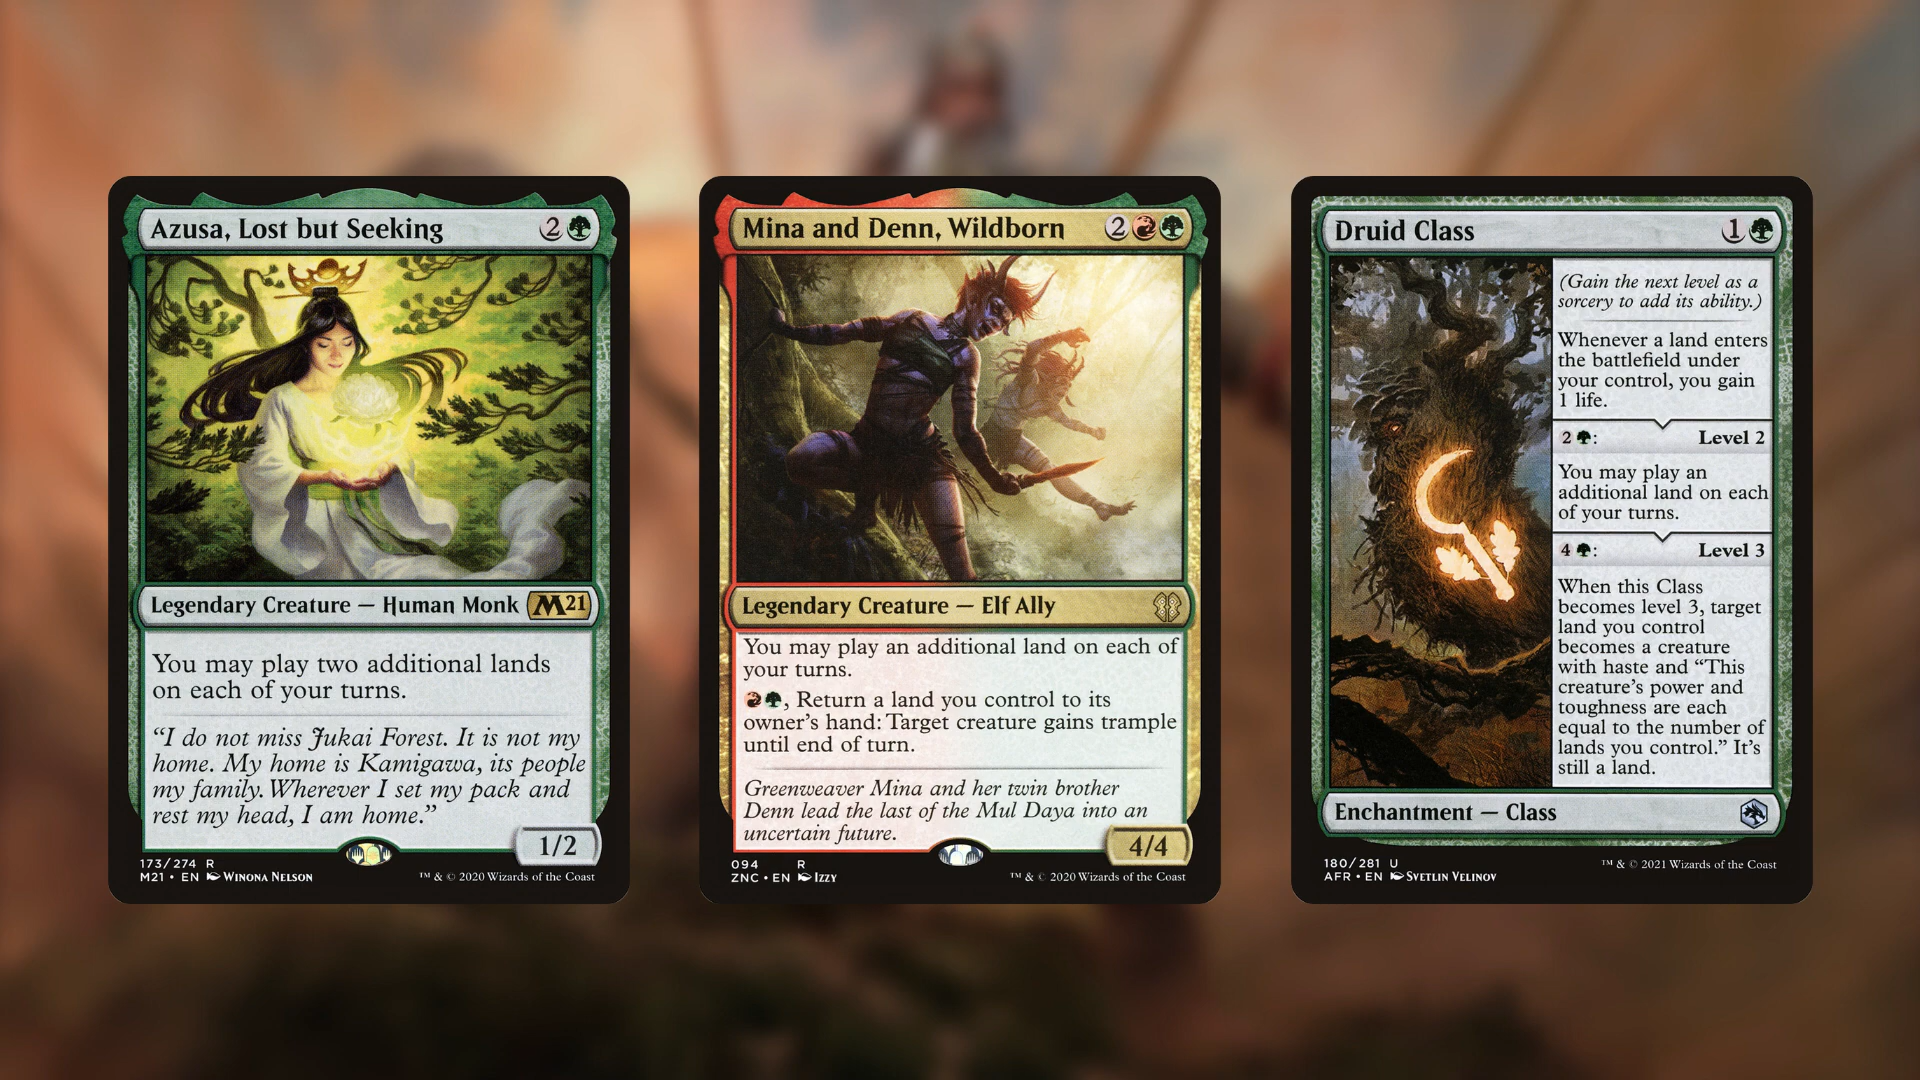 Azusa, Lost but Seeking 2
Legendary Creature — Human Monk M21
You may play two additional lands
on each of your turns.
“I do not miss Jukai Forest. It is not my
home. My home is Kamigawa, its people
my family. Wherever I set my pack and
rest my head, I am home.”
1/2
173/274 R
M21 • EN Winona Nelson ™ & © 2020 Wizards of the Coast
Mina and Denn, Wildborn 2
Legendary Creature — Elf Ally
You may play an additional land on each of
your turns.
, Return a land you control to its
owner’s hand: Target creature gains trample
until end of turn.
Greenweaver Mina and her twin brother
Denn lead the last of the Mul Daya into an
uncertain future.
4/4
094 R
ZNC • EN Izzy ™ & © 2020 Wizards of the Coast
Druid Class 1
(Gain the next level as a
sorcery to add its ability.)
Whenever a land enters
the battlefield under
your control, you gain
1 life.
2 : Level 2
You may play an
additional land on each
of your turns.
4 : Level 3
When this Class
becomes level 3, target
land you control
becomes a creature
with haste and “This
creature’s power and
toughness are each
equal to the number of
lands you control.” It’s
still a land.
Enchantment — Class
180/281 U
AFR • EN Svetlin Velinov ™ & © 2021 Wizards of the Coast